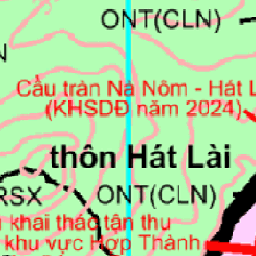 ONT(CLN)
N
Cầu tràn Nà Nôm - Hát L
(KHSDĐ năm 2024)
thôn Hát Lài
RSX ONT(CLN)
khai thác tận thu
khu vực Hợp Thành